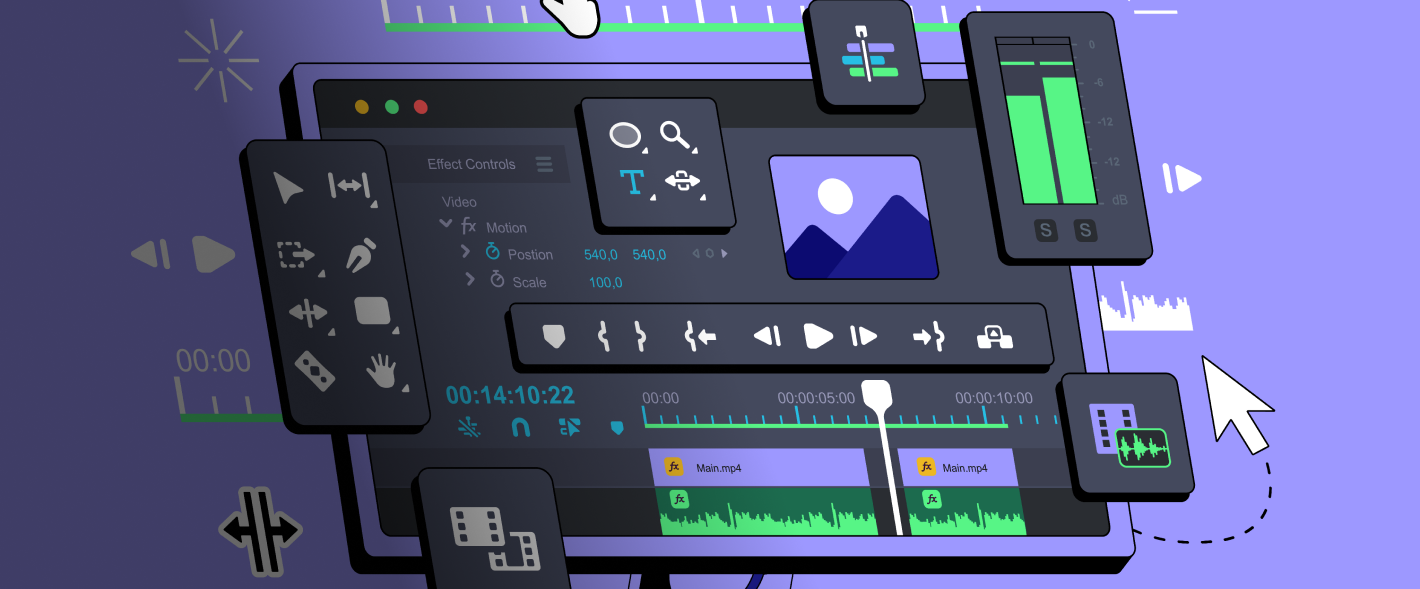 0
-6
-12
-12
dB
S S
Effect Controls
Video
fx Motion
Postion 540,0 540,0
Scale 100,0
T
00:00
00:14:10:22
00:00 00:00:05:00 00:00:10:00
fx Main.mp4 fx Main.mp4
fx fx